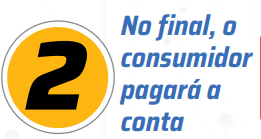 2
No final, o
consumidor
pagará a
conta